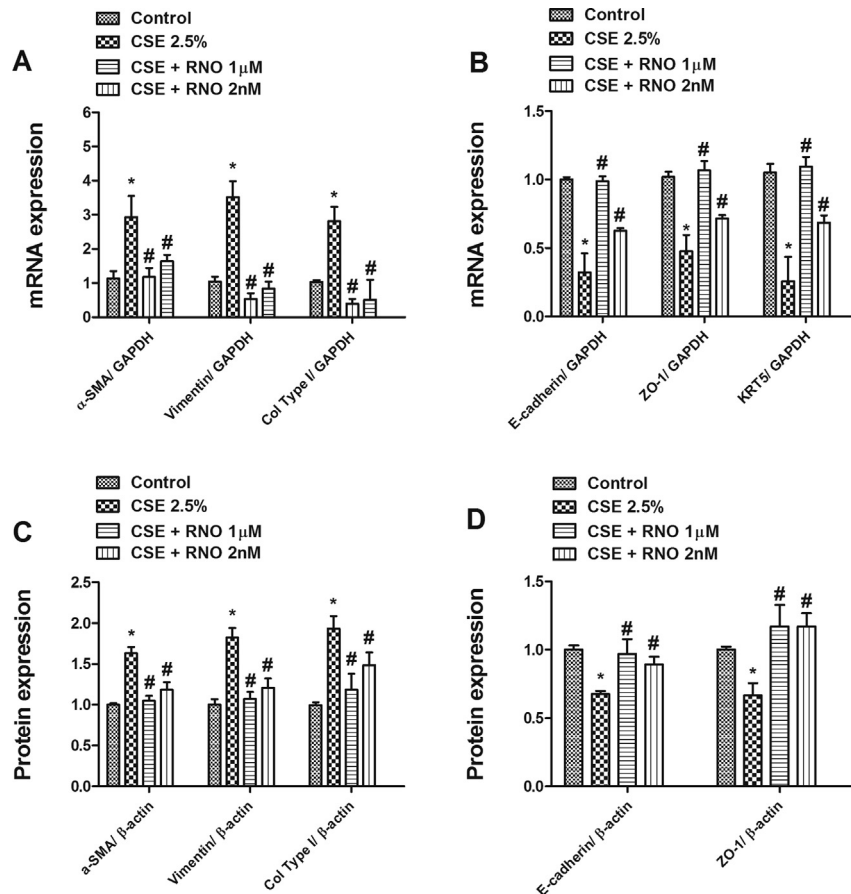 Control
CSE 2.5%
CSE + RNO 1μM
CSE + RNO 2nM
A
mRNA expression
6
5
4
3
2
1
0
*
#
#
*
#
#
*
#
#
α-SMA/ GAPDH
Vimentin/ GAPDH
Col Type I/ GAPDH
Control
CSE 2.5%
CSE + RNO 1μM
CSE + RNO 2nM
B
mRNA expression
1.5
1.0
0.5
0.0
#
*
#
#
*
#
#
*
#
E-cadherin/ GAPDH
ZO-1/ GAPDH
KRT5/ GAPDH
Control
CSE 2.5%
CSE + RNO 1μM
CSE + RNO 2nM
C
Protein expression
2.5
2.0
1.5
1.0
0.5
0.0
*
#
#
*
#
#
*
#
#
a-SMA/ β-actin
Vimentin/ β-actin
Col Type I/ β-actin
Control
CSE 2.5%
CSE + RNO 1μM
CSE + RNO 2nM
D
Protein expression
1.5
1.0
0.5
0.0
*
#
#
*
#
#
E-cadherin/ β-actin
ZO-1/ β-actin